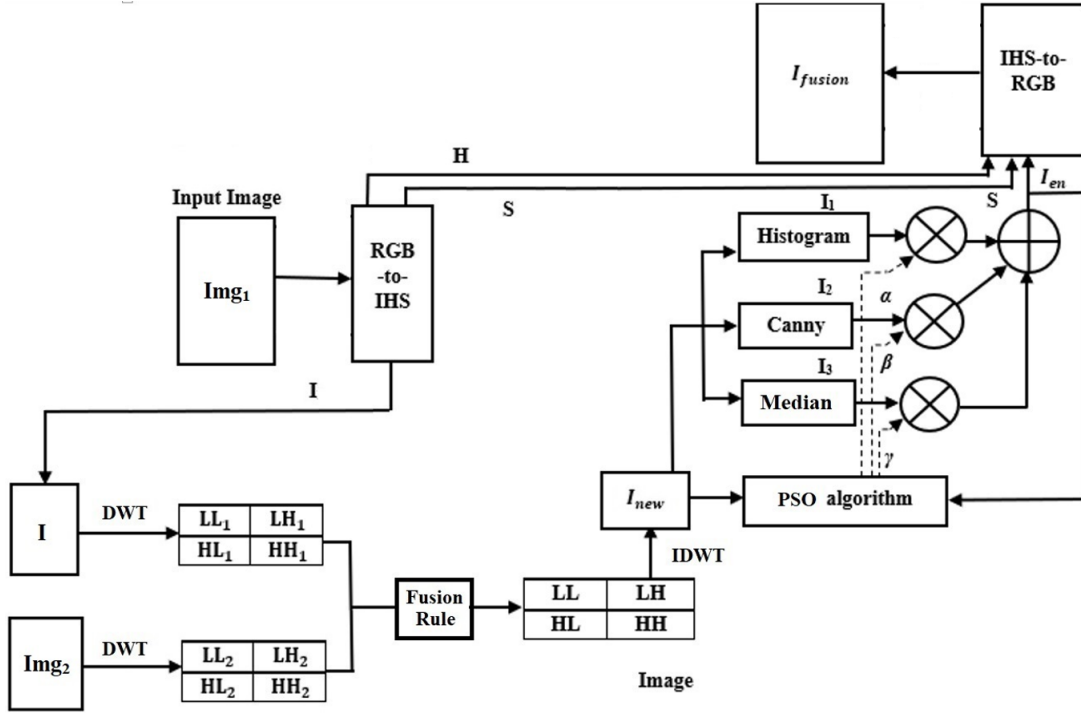 IHS-to-
RGB
I_fusion
H
S
Input Image
RGB
-to-
IHS
Img₁
I
I_en
S
I₁
Histogram
I₂
α
Canny
β
I₃
Median
γ
PSO algorithm
I_new
IDWT
I
DWT
LL₁ LH₁
HL₁ HH₁
Fusion
Rule
LL LH
HL HH
Img₂
DWT
LL₂ LH₂
HL₂ HH₂
Image